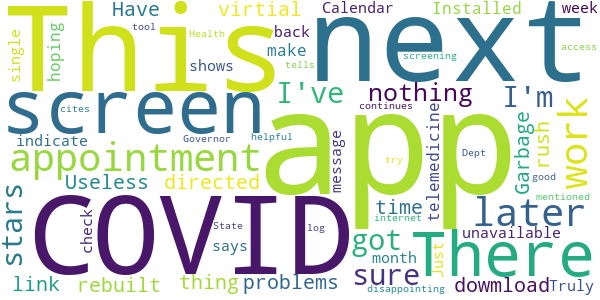 Have virtial Calendar Installed week
This next
single hoping tool Health back shows make tells screening access
screen I've nothing I'm
cites continues
indicate Governor helpful message telemedicine Garbage rush work
appointment app try Dept good
Useless directed internet mentioned
stars check COVID State log time later
says got sure month There unavailable
link rebuilt thing problems disappointing Just dowmload Truly